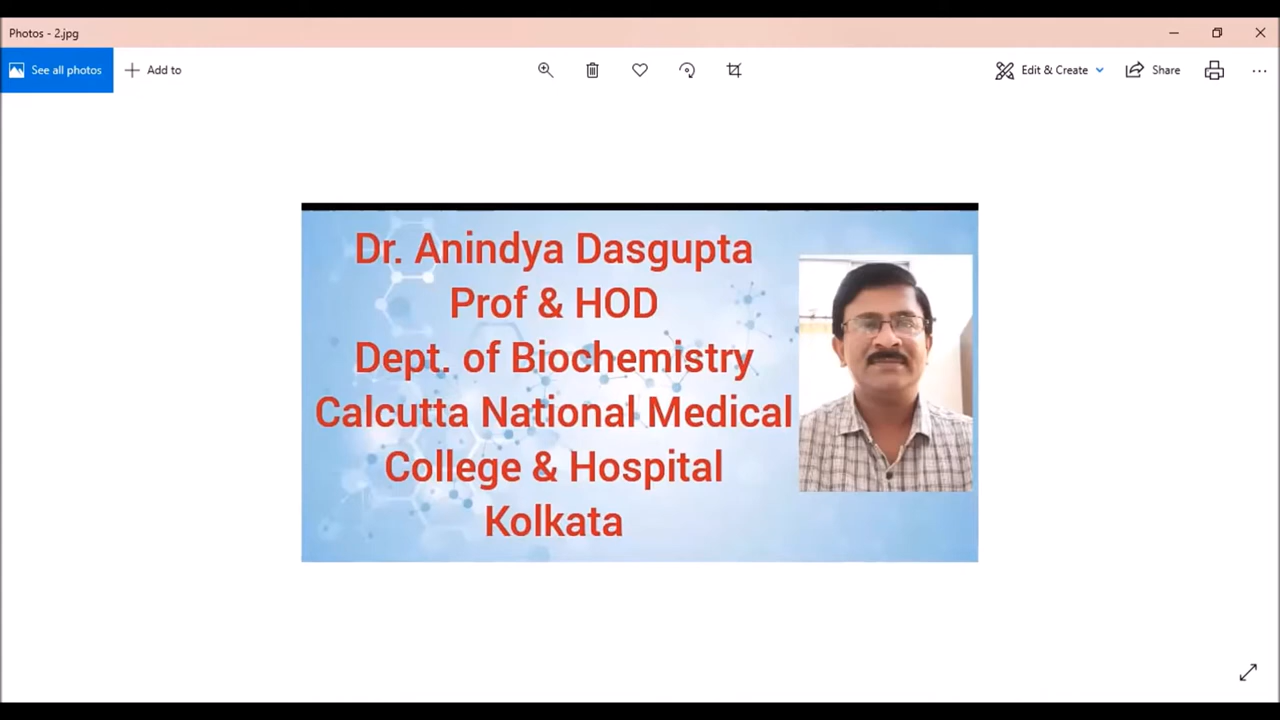 Photos - 2.jpg
See all photos
Add to
Edit & Create
Share
Dr. Anindya Dasgupta
Prof & HOD
Dept. of Biochemistry
Calcutta National Medical
College & Hospital
Kolkata